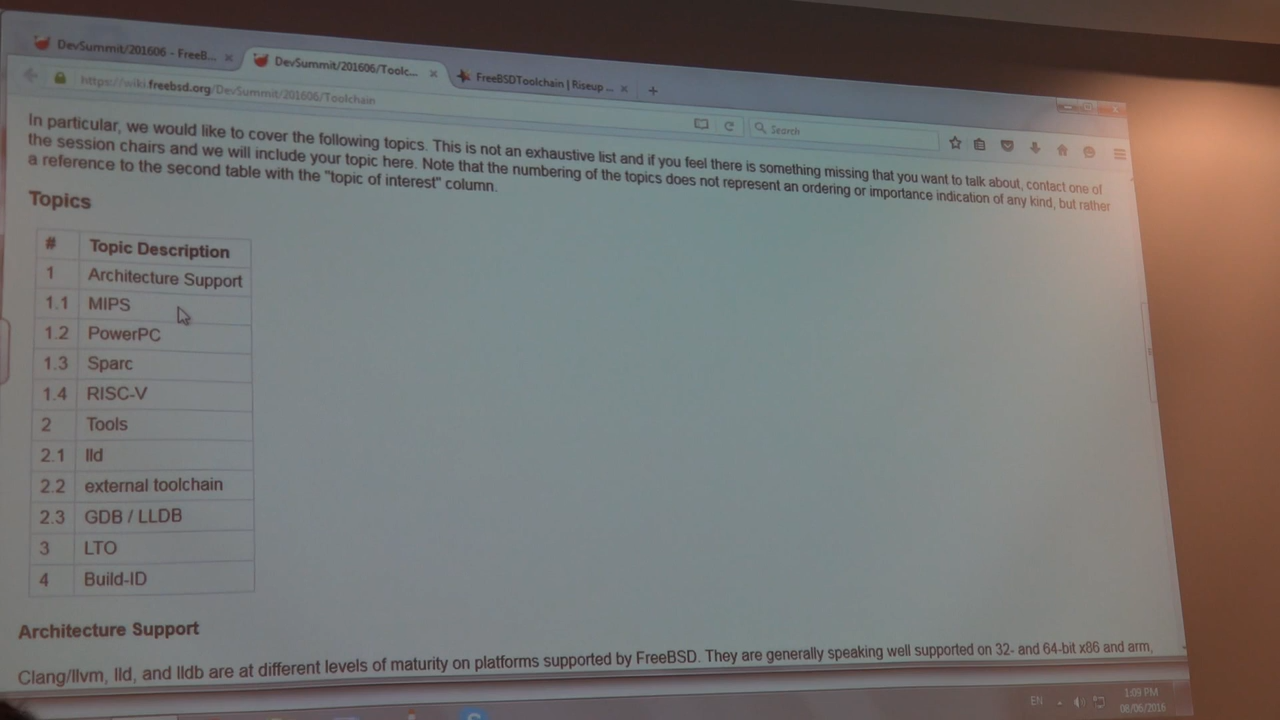 DevSummit/201606 - FreeB...
DevSummit/201606/Toolc...
FreeBSDToolchain | Riseup ...
https://wiki.freebsd.org/DevSummit/201606/Toolchain
Search
In particular, we would like to cover the following topics. This is not an exhaustive list and if you feel there is something missing that you want to talk about, contact one of
the session chairs and we will include your topic here. Note that the numbering of the topics does not represent an ordering or importance indication of any kind, but rather
a reference to the second table with the "topic of interest" column.
Topics
# Topic Description
1 Architecture Support
1.1 MIPS
1.2 PowerPC
1.3 Sparc
1.4 RISC-V
2 Tools
2.1 lld
2.2 external toolchain
2.3 GDB / LLDB
3 LTO
4 Build-ID
Architecture Support
Clang/llvm, lld, and lldb are at different levels of maturity on platforms supported by FreeBSD. They are generally speaking well supported on 32- and 64-bit x86 and arm,
EN
1:09 PM
08/06/2016